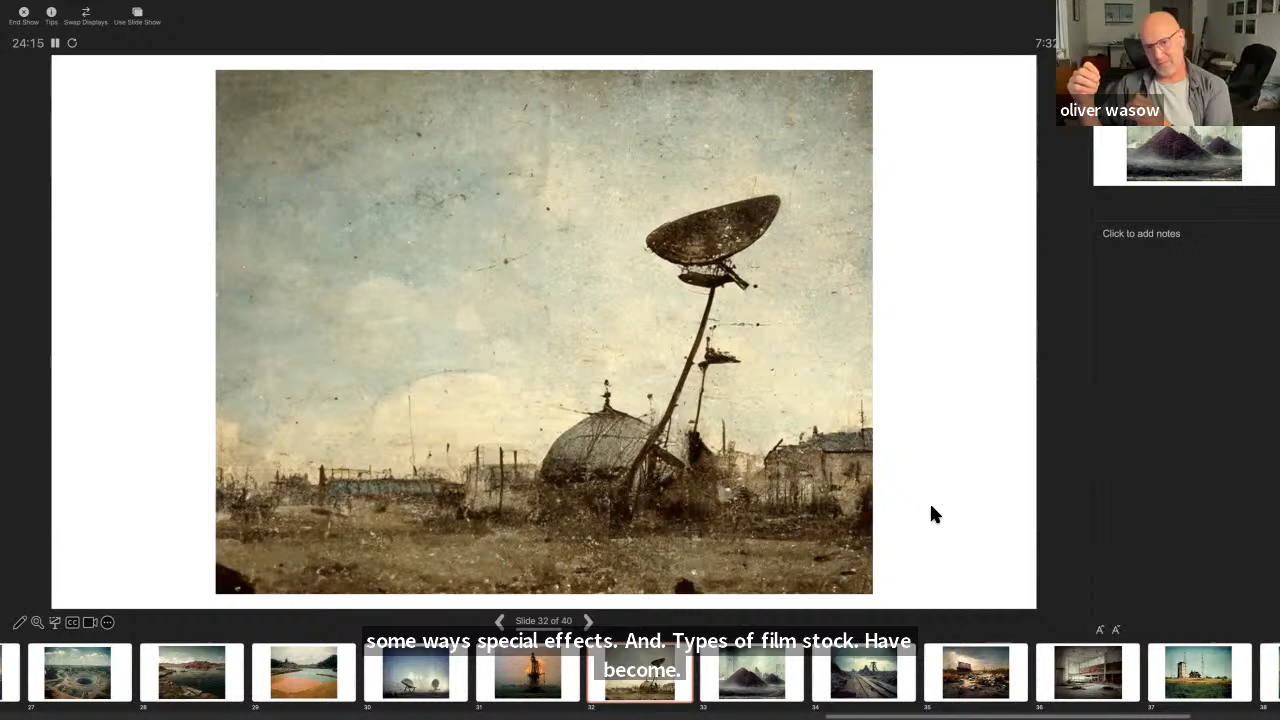 End Show Tips Swap Displays Use Slide Show
24:15
7:32
oliver wasow
Click to add notes
Slide 32 of 40
some ways special effects. And. Types of film stock. Have
become.
27 28 29 30 31 32 33 34 35 36 37 38